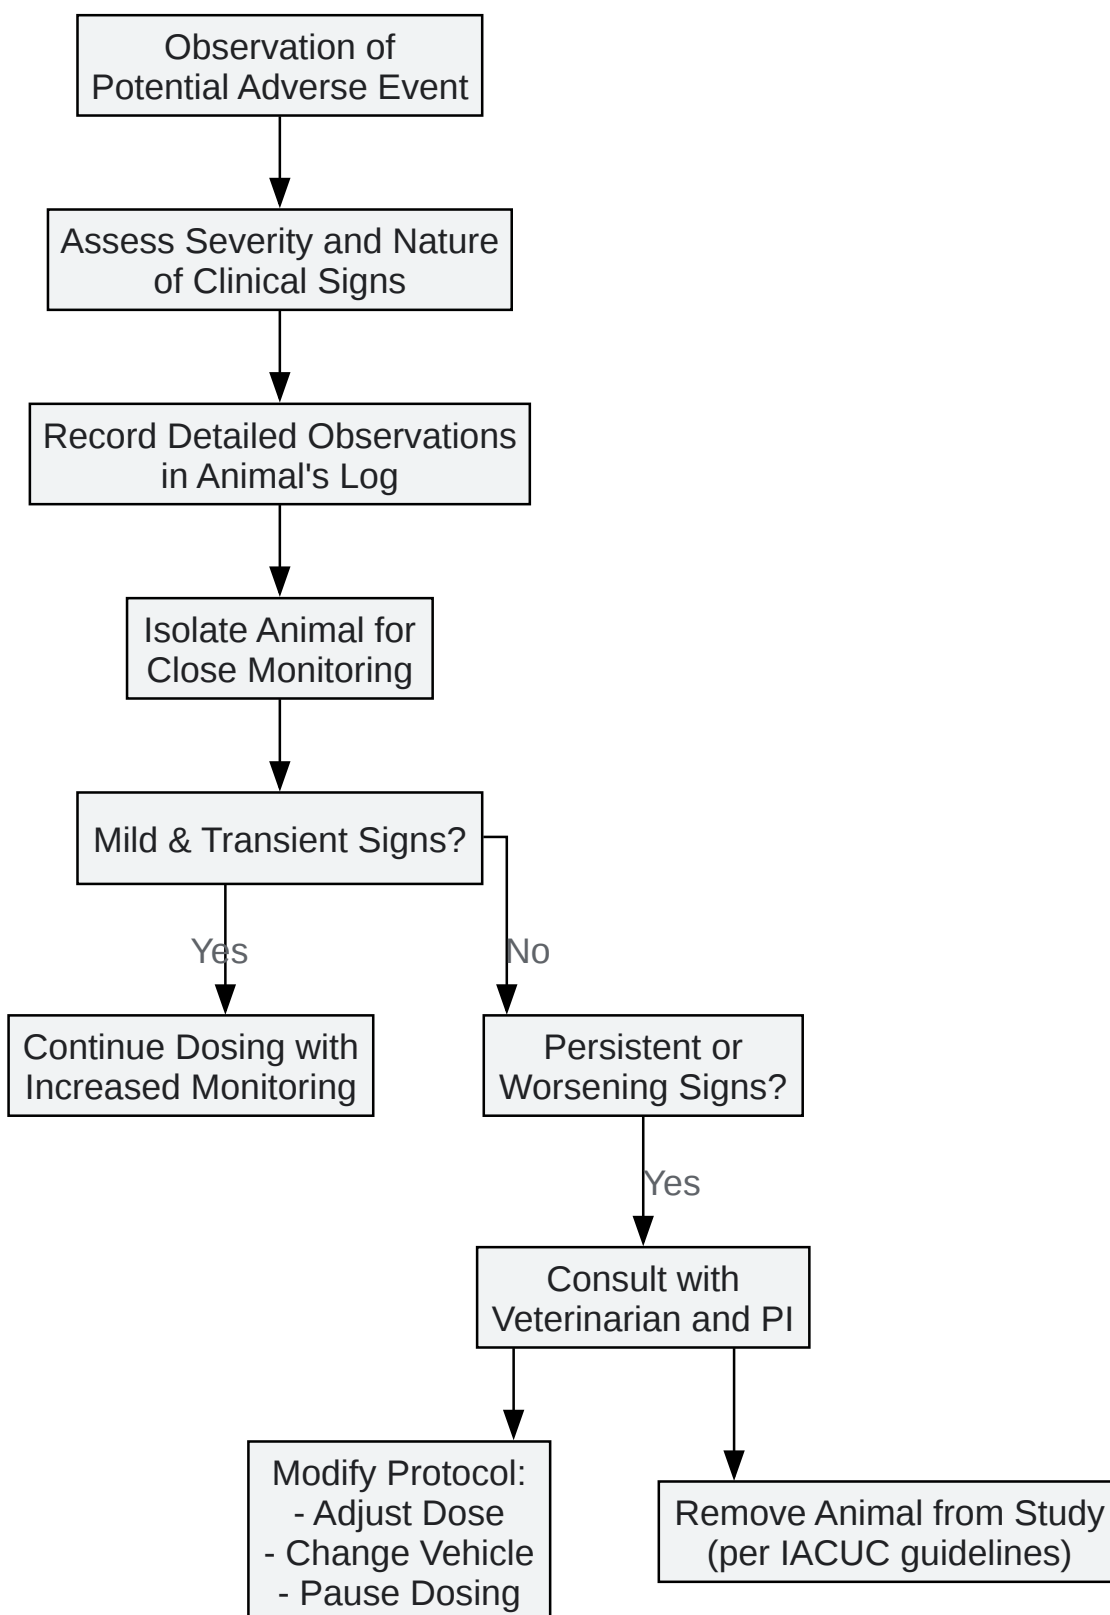 Observation of
Potential Adverse Event
Assess Severity and Nature
of Clinical Signs
Record Detailed Observations
in Animal's Log
Isolate Animal for
Close Monitoring
Mild & Transient Signs?
Yes
No
Continue Dosing with
Increased Monitoring
Persistent or
Worsening Signs?
Yes
Consult with
Veterinarian and PI
Modify Protocol:
- Adjust Dose
- Change Vehicle
- Pause Dosing
Remove Animal from Study
(per IACUC guidelines)